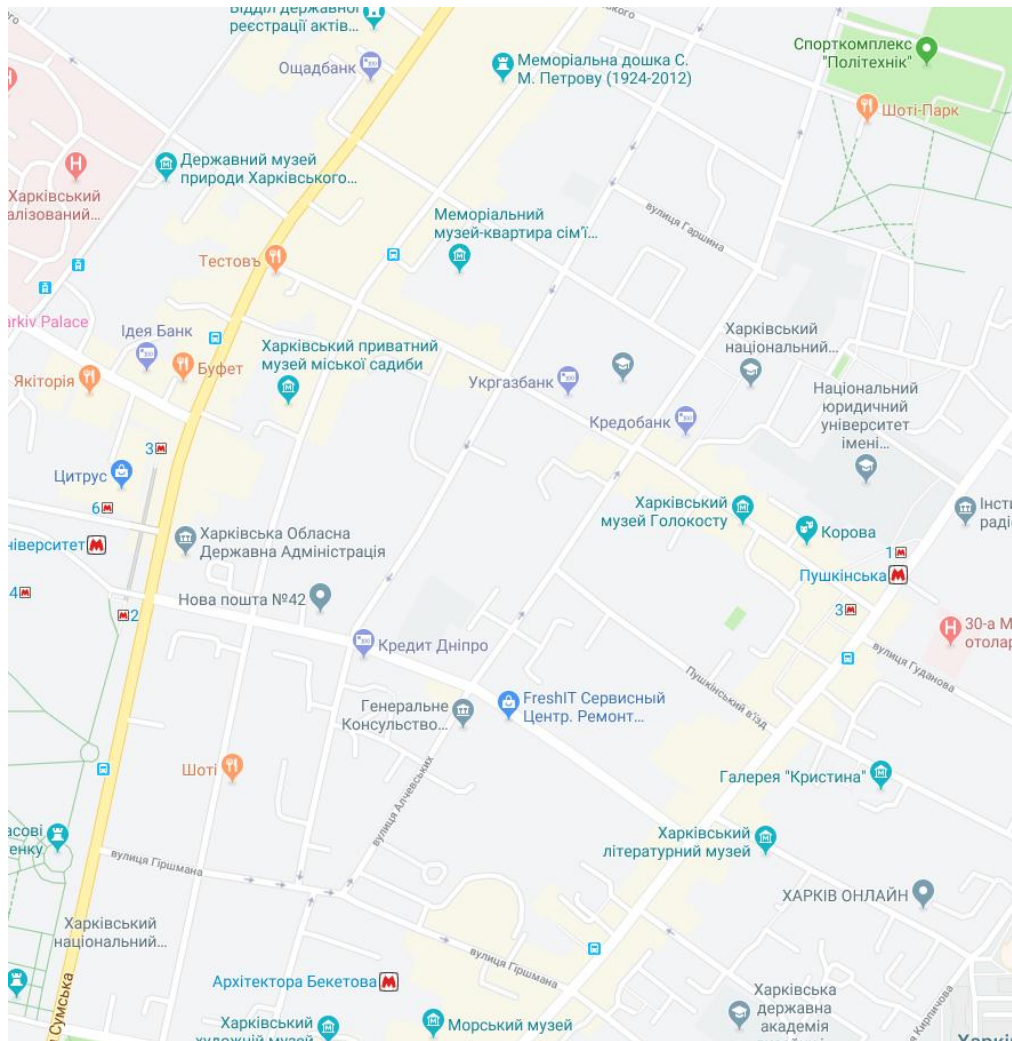 Відділ державної
реєстрації актів...
Ощадбанк
Меморіальна дошка С.
М. Петрову (1924-2012)
Спорткомплекс
"Політехнік"
Шоті-Парк
Державний музей
природи Харківського...
Харківський
...
Меморіальний
музей-квартира сім'ї...
вулиця Гаршина
Тестовъ
arkiv Palace
Ідея Банк
Буфет
Якіторія
Харківський приватний
музей міської садиби
Укргазбанк
Кредобанк
Харківський
національний...
Національний
юридичний
університет
імені...
3
Цитрус
6
Харківська Обласна
Державна Адміністрація
ніверситет
4
2
Нова пошта №42
Харківський
музей Голокосту
Корова
1
Пушкінська
3
30-а М
отолар
вулиця Гуданова
Кредит Дніпро
Генеральне
Консульство...
FreshIT Сервисный
Центр. Ремонт...
Пушкінський в'їзд
Шоті
вулиця Алчевських
Галерея "Кристина"
Харківський
літературний музей
вулиця Гіршмана
ХАРКІВ ОНЛАЙН
Харківський
національний...
вулиця Гіршмана
Архітектора Бекетова
Сумська
Харківський
художній музей
Морський музей
Харківська
державна
академія
Кирпичова